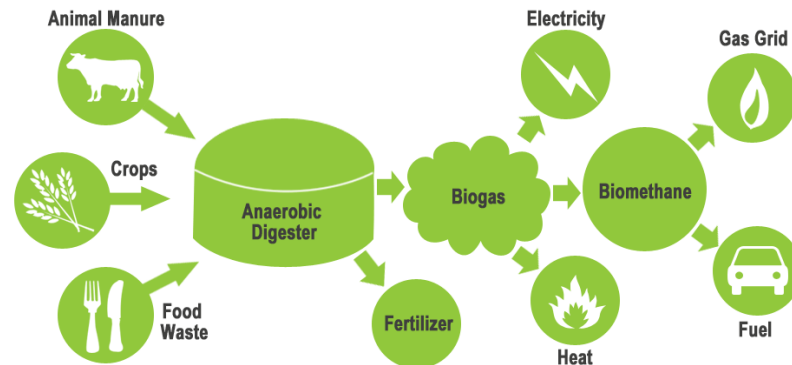 Animal Manure
Electricity
Gas Grid
Crops
Anaerobic
Digester
Biogas
Biomethane
Food
Waste
Fertilizer
Heat
Fuel